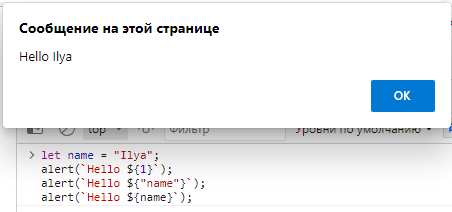 Сообщение на этой странице
Hello Ilya
OK
top Фильтр Уровни по умолчанию
> let name = "Ilya";
alert(`Hello ${1}`);
alert(`Hello ${"name"}`);
alert(`Hello ${name}`);